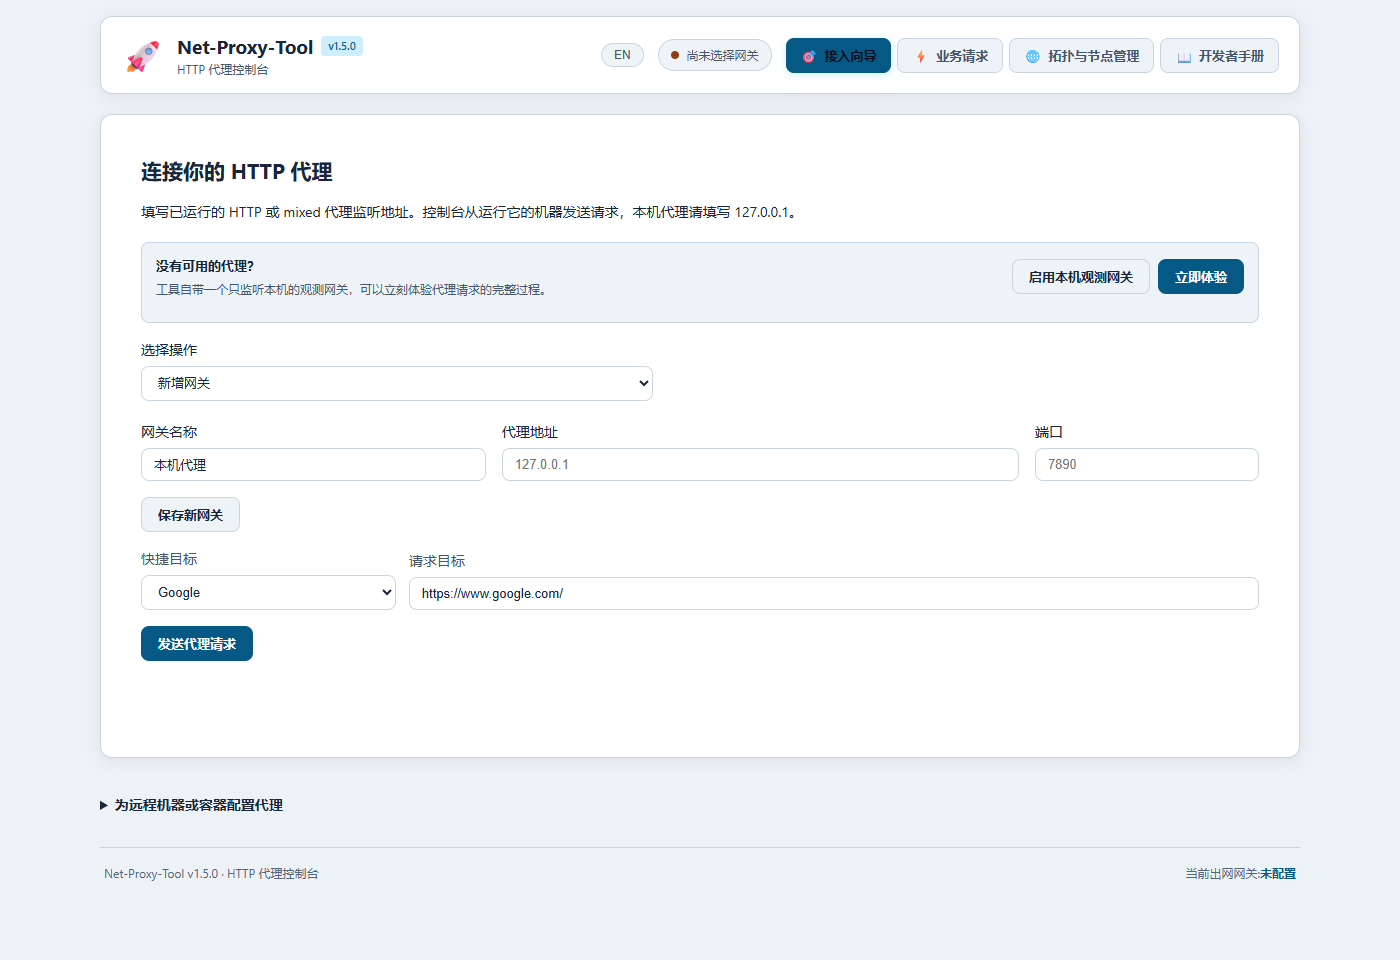 Net-Proxy-Tool v1.5.0
HTTP 代理控制台
EN
尚未选择网关
接入向导
业务请求
拓扑与节点管理
开发者手册
连接你的 HTTP 代理
填写已运行的 HTTP 或 mixed 代理监听地址。控制台从运行它的机器发送请求，本机代理请填写 127.0.0.1。
没有可用的代理？
工具自带一个只监听本机的观测网关，可以立刻体验代理请求的完整过程。
启用本机观测网关
立即体验
选择操作
新增网关
网关名称
代理地址
端口
本机代理
127.0.0.1
7890
保存新网关
快捷目标
请求目标
Google
https://www.google.com/
发送代理请求
为远程机器或容器配置代理
Net-Proxy-Tool v1.5.0 · HTTP 代理控制台
当前出网网关:未配置